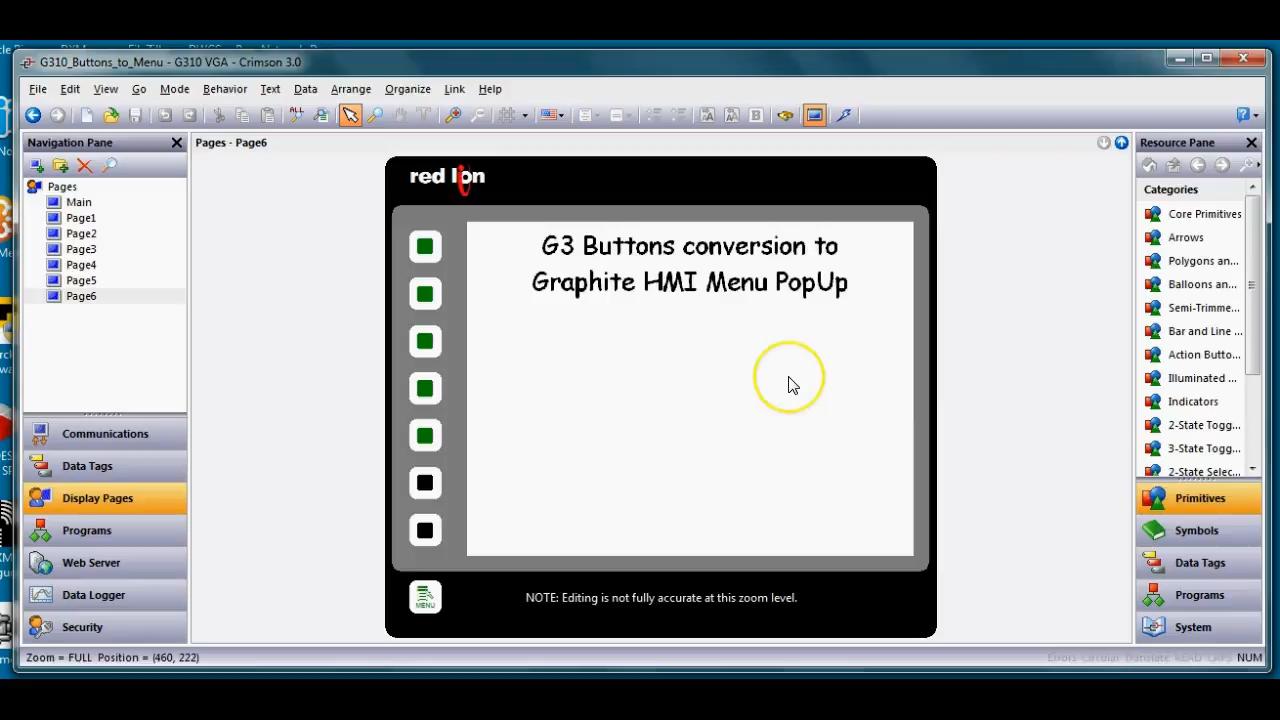 G310_Buttons_to_Menu - G310 VGA - Crimson 3.0
File Edit View Go Mode Behavior Text Data Arrange Organize Link Help
Navigation Pane
Pages - Page6
Resource Pane
Pages
Main
Page1
Page2
Page3
Page4
Page5
Page6
Communications
Data Tags
Display Pages
Programs
Web Server
Data Logger
Security
red lion
G3 Buttons conversion to
Graphite HMI Menu PopUp
MENU
NOTE: Editing is not fully accurate at this zoom level.
Categories
Core Primitives
Arrows
Polygons an...
Balloons an...
Semi-Trimme...
Bar and Line ...
Action Butto...
Illuminated ...
Indicators
2-State Togg...
3-State Togg...
2-State Selec...
Primitives
Symbols
Data Tags
Programs
System
Zoom = FULL Position = (460, 222)
Errors Circular Translate READ CAPS NUM